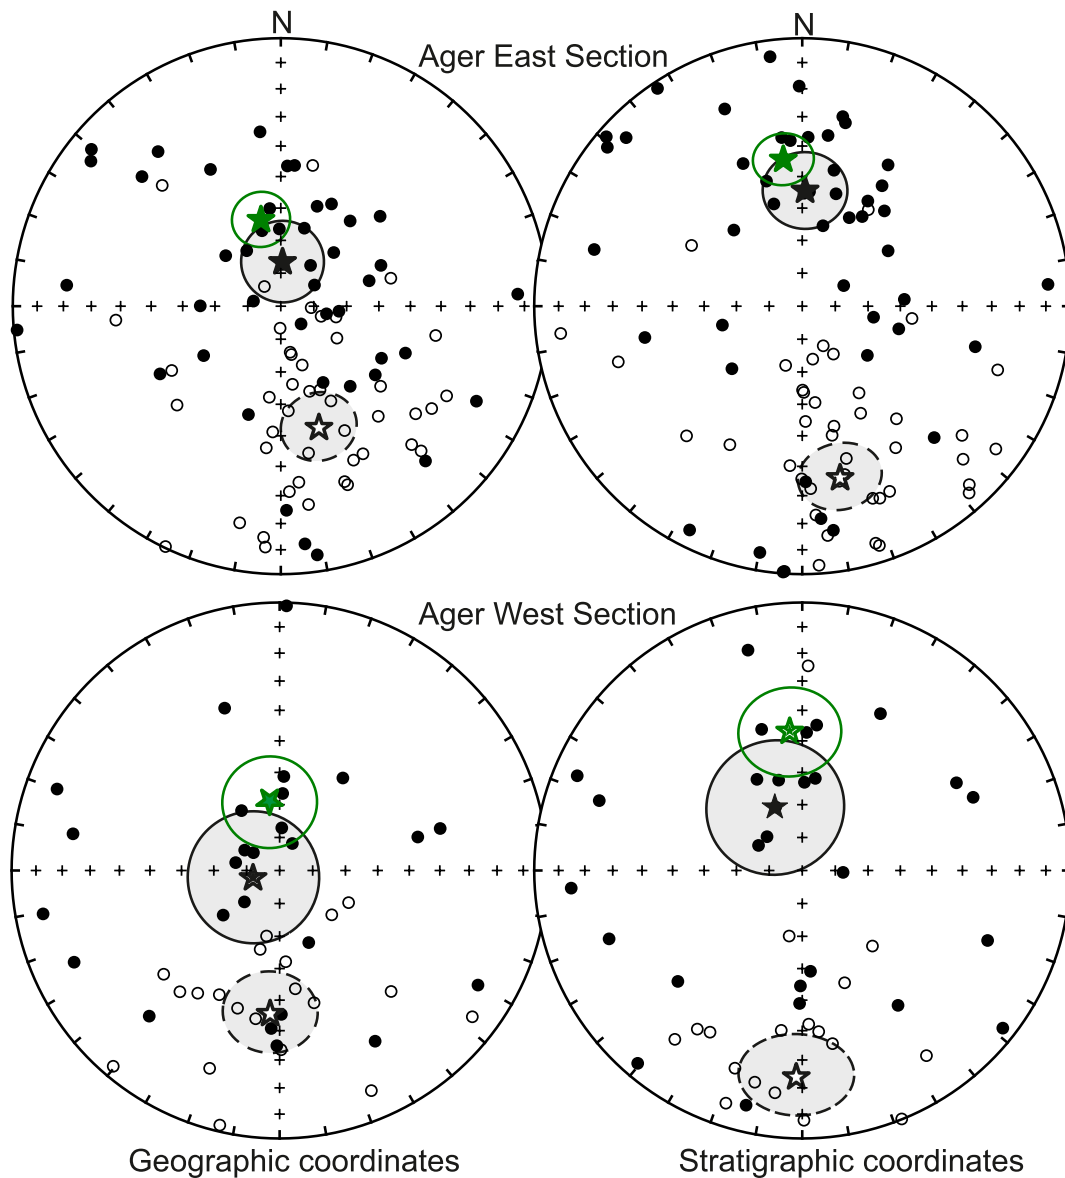 N
N
Ager East Section
Ager West Section
Geographic coordinates
Stratigraphic coordinates